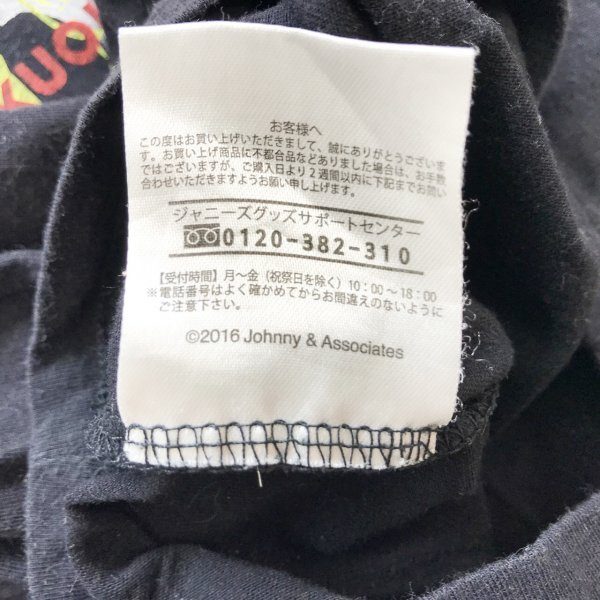 お客様へ
この度はお買い上げいただきまして、誠にありがとうございま
す。お買い上げ商品に不都合品などありました場合は、お手数
ではございますが、ご購入日より2週間以内に下記までお問い
合わせいただきますようお願い申し上げます。
ジャニーズグッズサポートセンター
0120-382-310
【受付時間】月〜金(祝祭日を除く)10:00〜18:00
※電話番号はよく確かめてからお間違えのないように
ご注意下さい。
©2016 Johnny & Associates